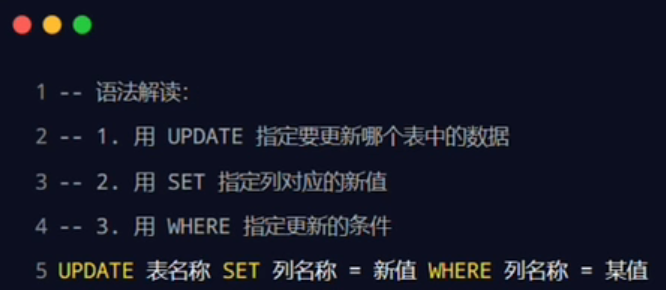 1 -- 语法解读:
2 -- 1. 用 UPDATE 指定要更新哪个表中的数据
3 -- 2. 用 SET 指定列对应的新值
4 -- 3. 用 WHERE 指定更新的条件
5 UPDATE 表名称 SET 列名称 = 新值 WHERE 列名称 = 某值